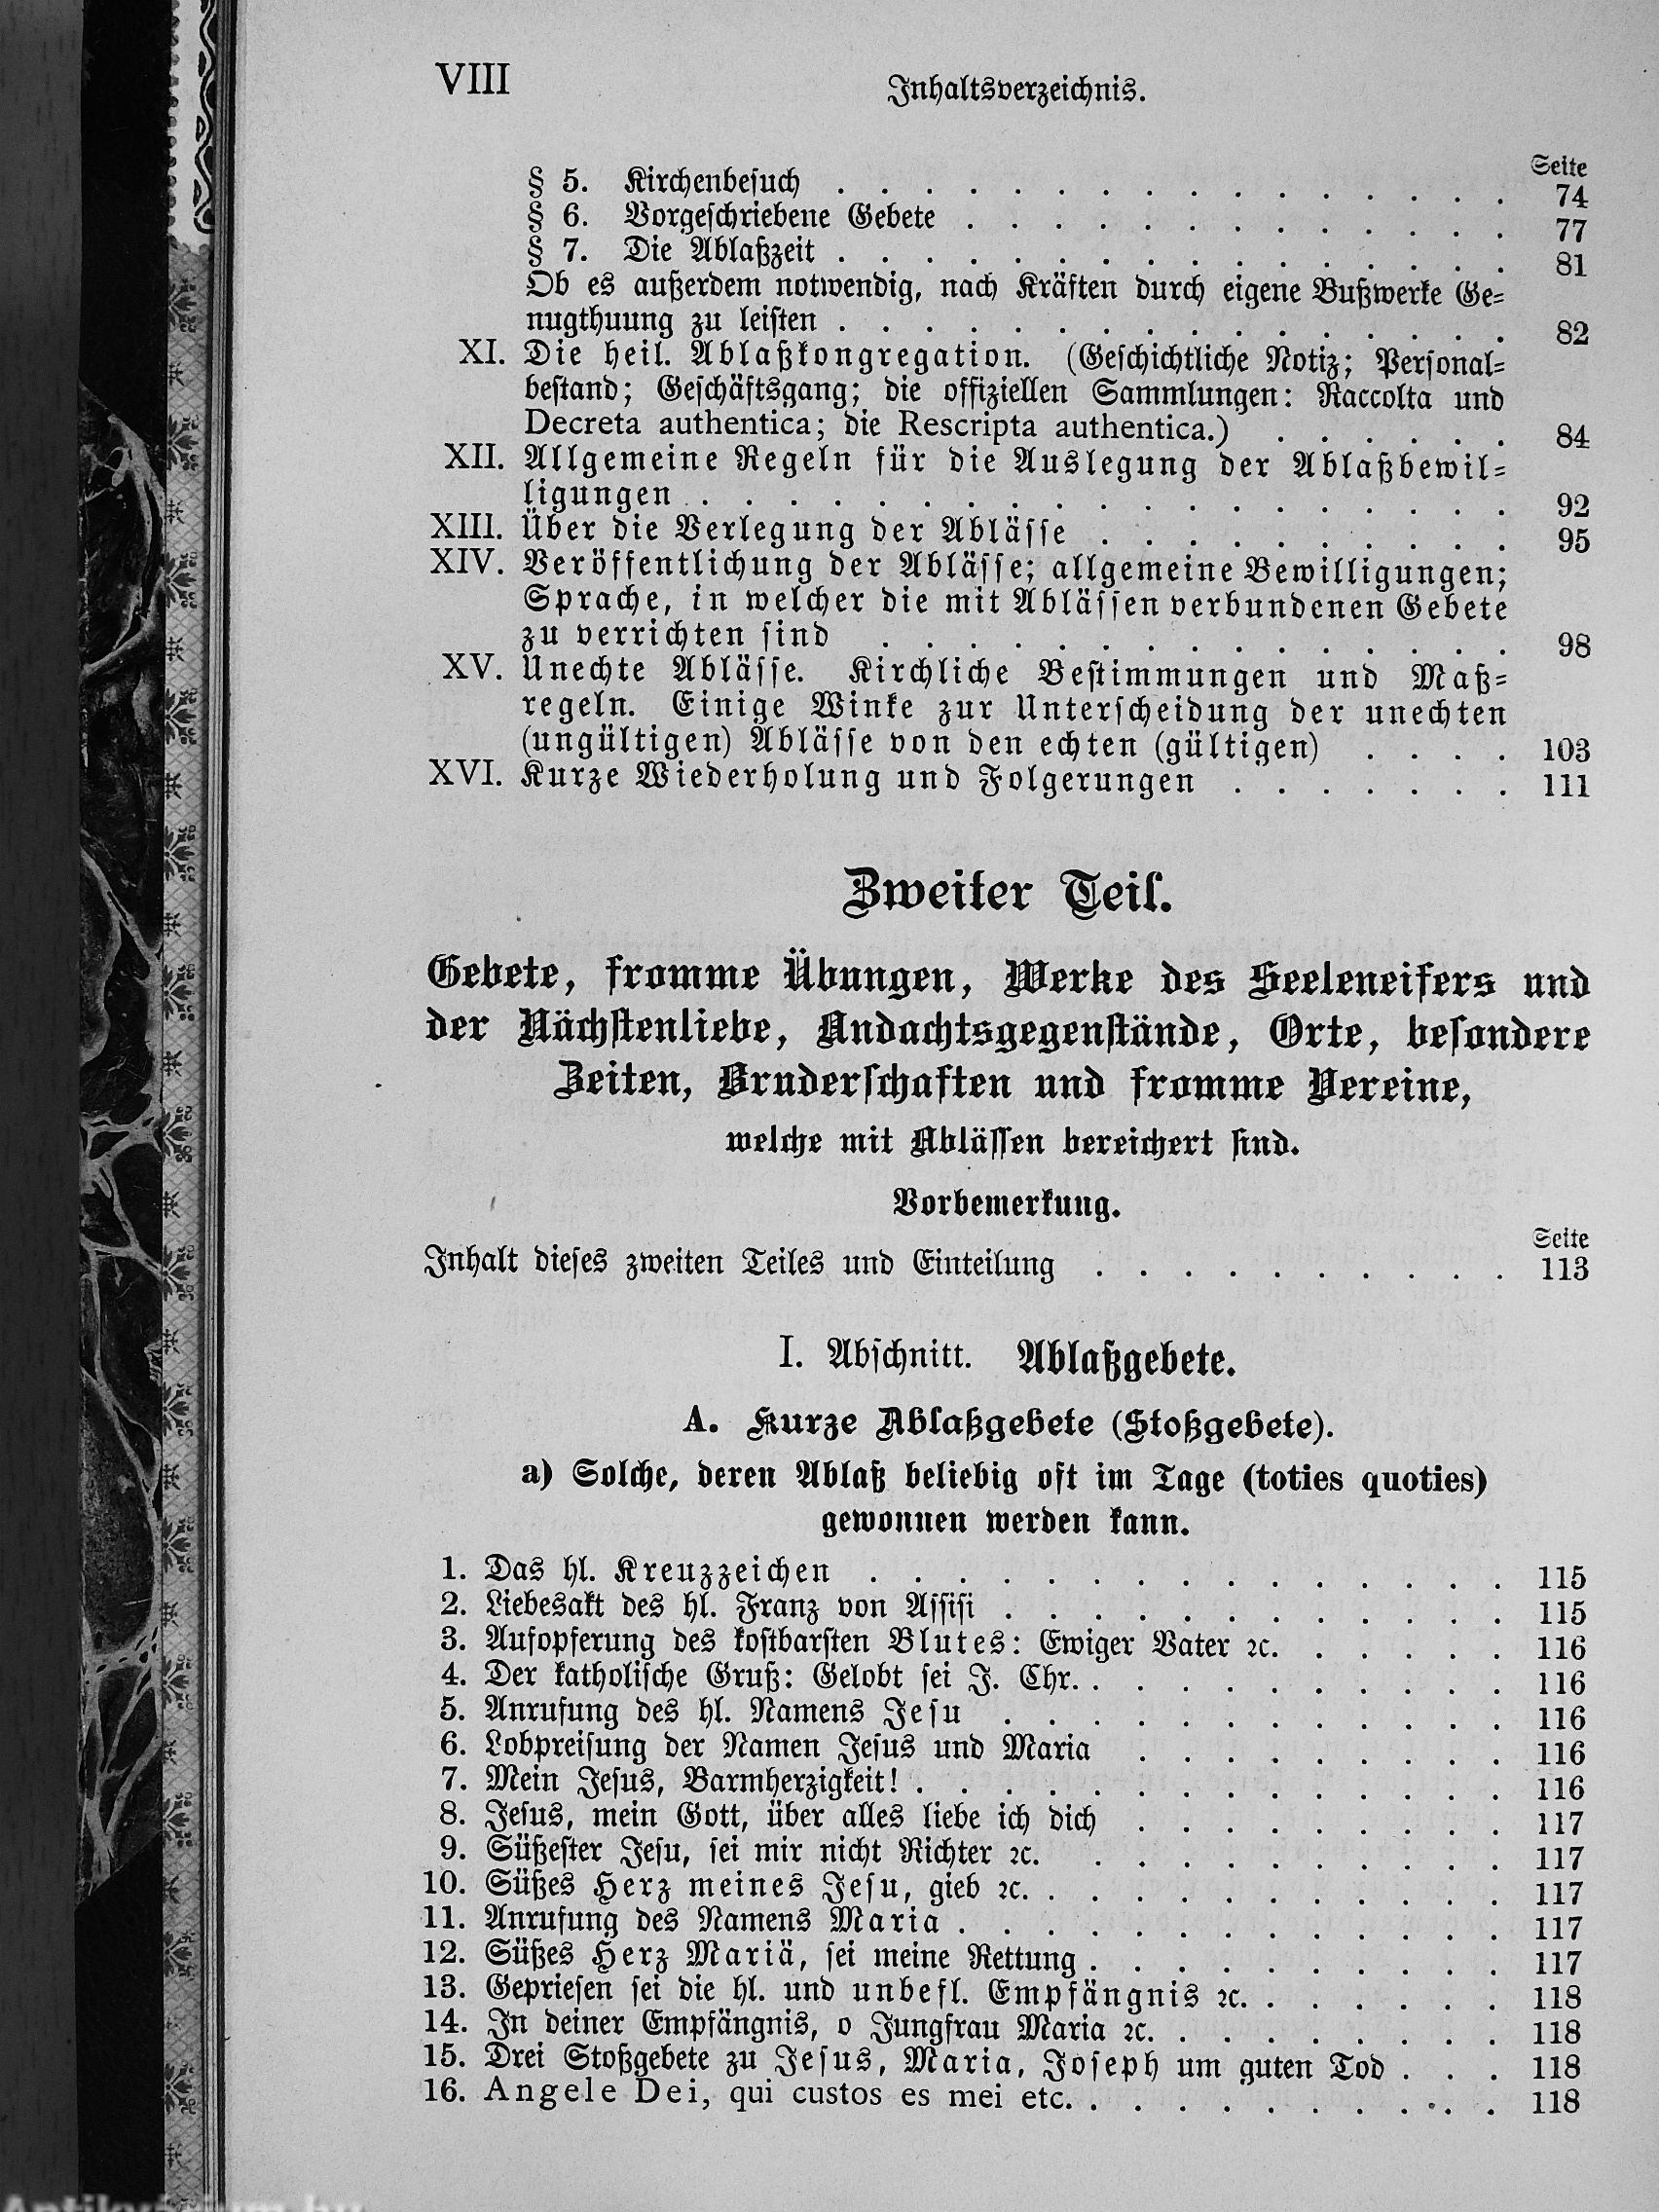 VIII
Inhaltsverzeichnis.
Seite
§ 5. Kirchenbesuch . . . . . . . . . . . . . . . . 74
§ 6. Vorgeschriebene Gebete . . . . . . . . . . . . . 77
§ 7. Die Ablaßzeit . . . . . . . . . . . . . . . . 81
Ob es außerdem notwendig, nach Kräften durch eigene Bußwerke Ge-
nugthuung zu leisten . . . . . . . . . . . . . . . . 82
XI. Die heil. Ablaßkongregation. (Geschichtliche Notiz; Personal-
bestand; Geschäftsgang; die offiziellen Sammlungen: Raccolta und
Decreta authentica; die Rescripta authentica.) . . . . . . 84
XII. Allgemeine Regeln für die Auslegung der Ablaßbewil-
ligungen . . . . . . . . . . . . . . . . . . . 92
XIII. Über die Verlegung der Ablässe . . . . . . . . . . 95
XIV. Veröffentlichung der Ablässe; allgemeine Bewilligungen;
Sprache, in welcher die mit Ablässen verbundenen Gebete
zu verrichten sind . . . . . . . . . . . . . . . 98
XV. Unechte Ablässe. Kirchliche Bestimmungen und Maß-
regeln. Einige Winke zur Unterscheidung der unechten
(ungültigen) Ablässe von den echten (gültigen) . . . . 103
XVI. Kurze Wiederholung und Folgerungen . . . . . . . 111
Zweiter Teil.
Gebete, fromme Übungen, Werke des Seeleneifers und
der Nächstenliebe, Andachtsgegenstände, Orte, besondere
Zeiten, Bruderschaften und fromme Vereine,
welche mit Ablässen bereichert sind.
Vorbemerkung.
Seite
Inhalt dieses zweiten Teiles und Einteilung . . . . . . . . . . 113
I. Abschnitt. Ablaßgebete.
A. Kurze Ablaßgebete (Stoßgebete).
a) Solche, deren Ablaß beliebig oft im Tage (toties quoties)
gewonnen werden kann.
1. Das hl. Kreuzzeichen . . . . . . . . . . . . . . . 115
2. Liebesakt des hl. Franz von Assisi . . . . . . . . . . . . 115
3. Aufopferung des kostbarsten Blutes: Ewiger Vater ꝛc. . . . . . 116
4. Der katholische Gruß: Gelobt sei J. Chr. . . . . . . . . . . 116
5. Anrufung des hl. Namens Jesu . . . . . . . . . . . . 116
6. Lobpreisung der Namen Jesus und Maria . . . . . . . . . 116
7. Mein Jesus, Barmherzigkeit! . . . . . . . . . . . . . . 116
8. Jesus, mein Gott, über alles liebe ich dich . . . . . . . . . 117
9. Süßester Jesu, sei mir nicht Richter ꝛc. . . . . . . . . . . 117
10. Süßes Herz meines Jesu, gieb ꝛc. . . . . . . . . . . . 117
11. Anrufung des Namens Maria . . . . . . . . . . . . . 117
12. Süßes Herz Mariä, sei meine Rettung . . . . . . . . . . 117
13. Gepriesen sei die hl. und unbefl. Empfängnis ꝛc. . . . . . . 118
14. In deiner Empfängnis, o Jungfrau Maria ꝛc. . . . . . . . . 118
15. Drei Stoßgebete zu Jesus, Maria, Joseph um guten Tod . . . 118
16. Angele Dei, qui custos es mei etc. . . . . . . . . . . . 118